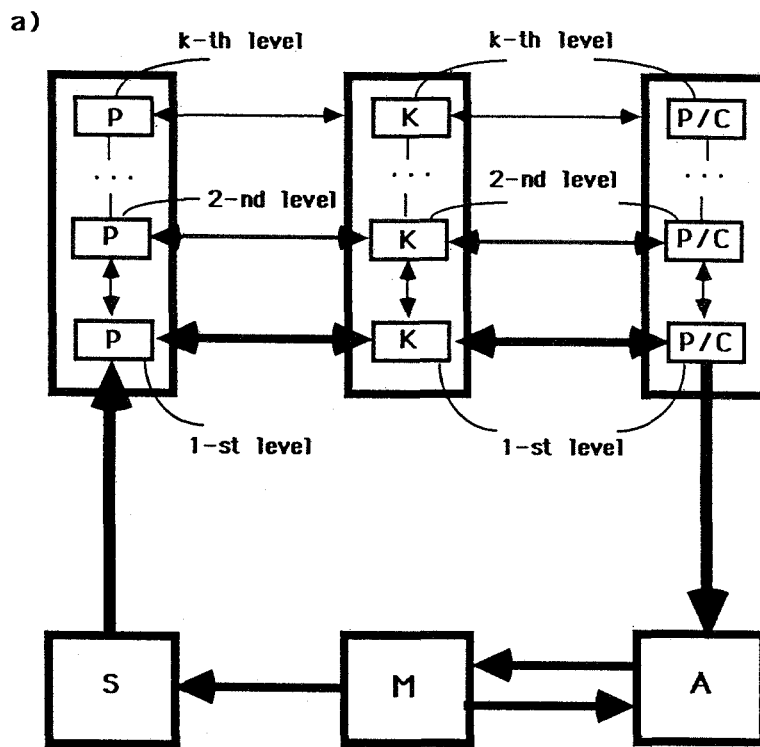 a)
k-th level
k-th level
P
K
P/C
...
...
...
2-nd level
2-nd level
P
K
P/C
P
K
P/C
1-st level
1-st level
S
M
A